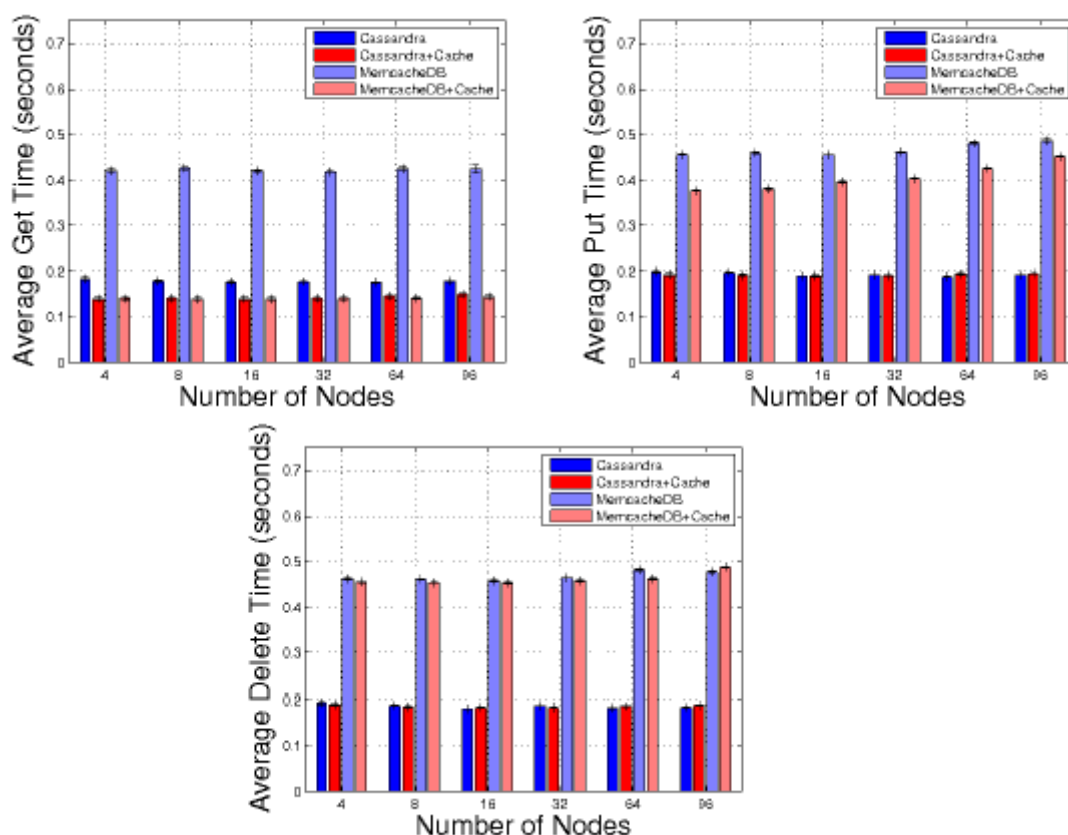 0.7
0.6
0.5
0.4
0.3
0.2
0.1
0
Average Get Time (seconds)
Cassandra
Cassandra+Cache
MemcacheDB
MemcacheDB+Cache
4 8 16 32 64 96
Number of Nodes
0.7
0.6
0.5
0.4
0.3
0.2
0.1
0
Average Put Time (seconds)
Cassandra
Cassandra+Cache
MemcacheDB
MemcacheDB+Cache
4 8 16 32 64 96
Number of Nodes
0.7
0.6
0.5
0.4
0.3
0.2
0.1
0
Average Delete Time (seconds)
Cassandra
Cassandra+Cache
MemcacheDB
MemcacheDB+Cache
4 8 16 32 64 96
Number of Nodes